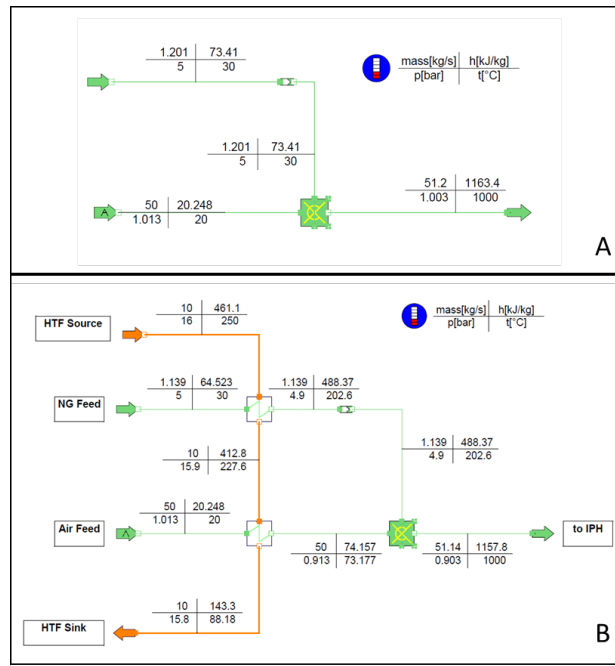 1.201 73.41
5 30
mass[kg/s] h[kJ/kg]
p[bar] t[°C]
1.201 73.41
5 30
50 20.248
1.013 20
A
51.2 1163.4
1.003 1000
A
HTF Source
10 461.1
16 250
mass[kg/s] h[kJ/kg]
p[bar] t[°C]
NG Feed
1.139 64.523
5 30
1.139 488.37
4.9 202.6
1.139 488.37
4.9 202.6
10 412.8
15.9 227.6
Air Feed
A
50 20.248
1.013 20
to IPH
50 74.157
0.913 73.177
51.14 1157.8
0.903 1000
HTF Sink
10 143.3
15.8 88.18
B